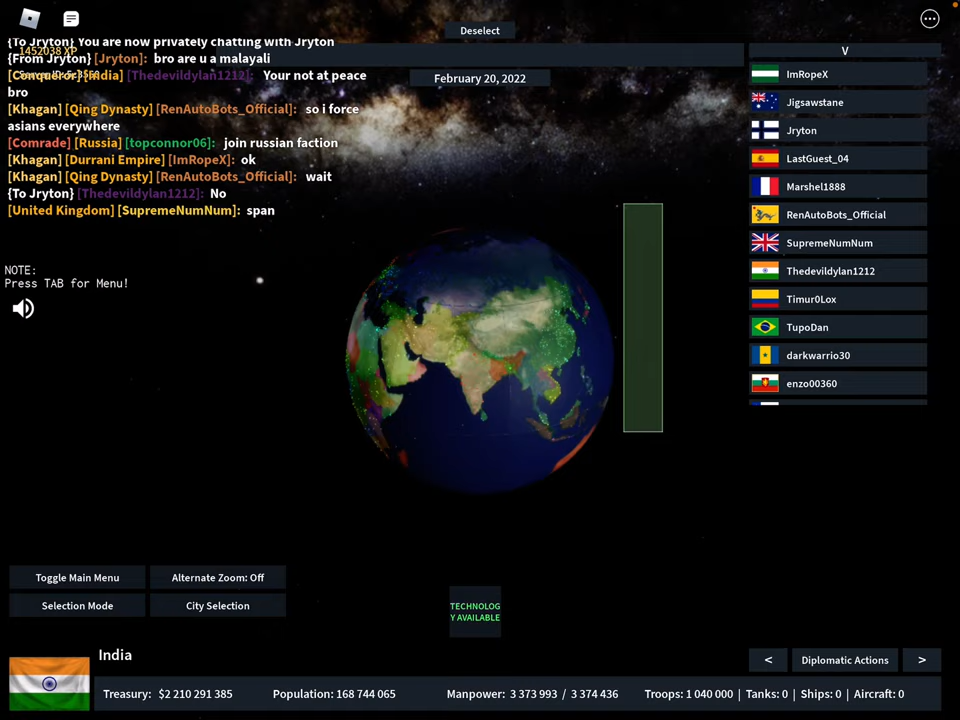 Deselect
{To Jryton} You are now privately chatting with Jryton
1452038 XP
{From Jryton} [Jryton]: bro are u a malayali
V
[Conqueror] [India] [Thedevildylan1212]: Your not at peace
bro
February 20, 2022
ImRopeX
[Khagan] [Qing Dynasty] [RenAutoBots_Official]: so i force
asians everywhere
Jigsawstane
[Comrade] [Russia] [topconnor06]: join russian faction
Jryton
[Khagan] [Durrani Empire] [ImRopeX]: ok
LastGuest_04
[Khagan] [Qing Dynasty] [RenAutoBots_Official]: wait
Marshel1888
{To Jryton} [Thedevildylan1212]: No
[United Kingdom] [SupremeNumNum]: span
RenAutoBots_Official
SupremeNumNum
NOTE:
Press TAB for Menu!
Thedevildylan1212
Timur0Lox
TupoDan
darkwarrio30
enzo00360
Toggle Main Menu
Alternate Zoom: Off
Selection Mode
City Selection
TECHNOLOG
Y AVAILABLE
India
<
Diplomatic Actions
>
Treasury: $2 210 291 385 Population: 168 744 065 Manpower: 3 373 993 / 3 374 436 Troops: 1 040 000 | Tanks: 0 | Ships: 0 | Aircraft: 0